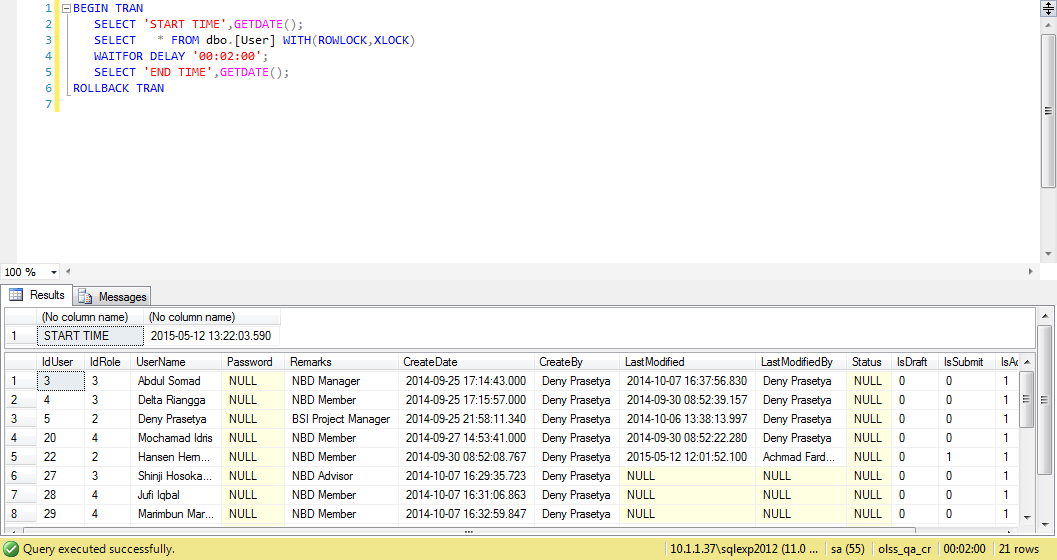 1 BEGIN TRAN
2 SELECT 'START TIME',GETDATE();
3 SELECT * FROM dbo.[User] WITH(ROWLOCK,XLOCK)
4 WAITFOR DELAY '00:02:00';
5 SELECT 'END TIME',GETDATE();
6 ROLLBACK TRAN
7
100 %
Results Messages
(No column name) (No column name)
1 START TIME 2015-05-12 13:22:03.590
IdUser IdRole UserName Password Remarks CreateDate CreateBy LastModified LastModifiedBy Status IsDraft IsSubmit IsAc
1 3 3 Abdul Somad NULL NBD Manager 2014-09-25 17:14:43.000 Deny Prasetya 2014-10-07 16:37:56.830 Deny Prasetya NULL 0 0 1
2 4 3 Delta Riangga NULL NBD Member 2014-09-25 17:15:57.000 Deny Prasetya 2014-09-30 08:52:39.157 Deny Prasetya NULL 0 0 1
3 5 2 Deny Prasetya NULL BSI Project Manager 2014-09-25 21:58:11.340 Deny Prasetya 2014-10-06 13:38:13.997 Deny Prasetya NULL 0 0 1
4 20 4 Mochamad Idris NULL NBD Member 2014-09-27 14:53:41.000 Deny Prasetya 2014-09-30 08:52:22.280 Deny Prasetya NULL 0 0 1
5 22 2 Hansen Hem... NULL NBD Member 2014-09-30 08:52:08.767 Deny Prasetya 2015-05-12 12:01:52.100 Achmad Fard... NULL 0 1 1
6 27 3 Shinji Hosoka... NULL NBD Advisor 2014-10-07 16:29:35.723 Deny Prasetya NULL NULL NULL 0 0 1
7 28 4 Jufi Iqbal NULL NBD Member 2014-10-07 16:31:06.863 Deny Prasetya NULL NULL NULL 0 0 1
8 29 4 Marimbun Mar... NULL NBD Member 2014-10-07 16:32:59.847 Deny Prasetya NULL NULL NULL 0 0 1
Query executed successfully. 10.1.1.37\sqlexp2012 (11.0 ... sa (55) olss_qa_cr 00:02:00 21 rows